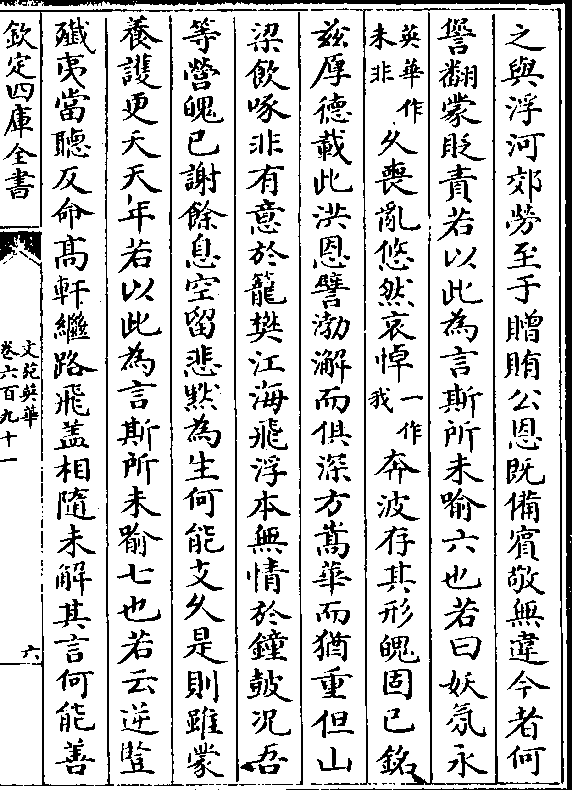 之與浮河郊勞至于贈賄公恩既備賓敬無違今者何
諐翻蒙貶責若以此為言斯所未喻六也若曰妖氛永
英華作未非久喪亂悠然哀悼一作我奔波存其形魄固已銘
茲厚德載此洪恩譬渤澥而俱深方嵩華而猶重但山
梁飲啄非有意於籠樊江海飛浮本無情於鐘皷况吾
等營魄已謝餘息空留悲黙為生何能支久是則雖蒙
養護更夭天年若以此為言斯所未喻七也若云逆豎
殲夷當聽反命髙軒繼路飛蓋相隨未解其言何能善
欽定四庫全書
文苑英華
卷六百九十一
六